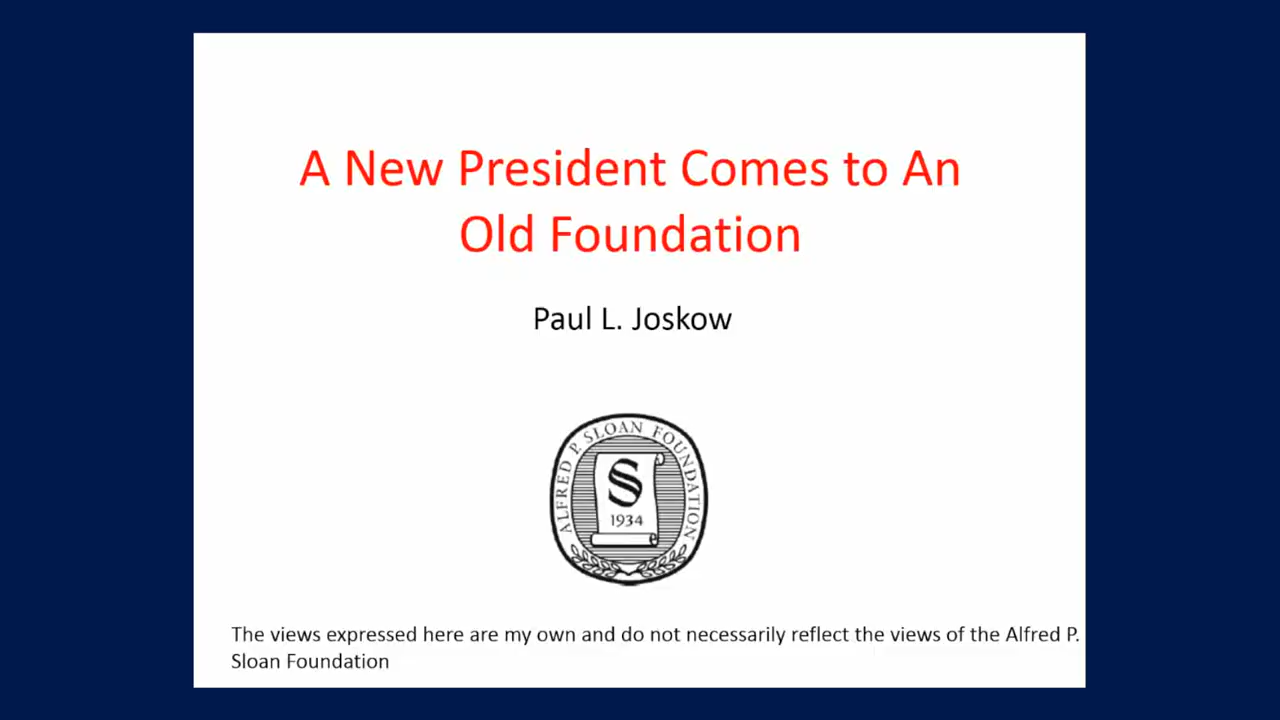 A New President Comes to An
Old Foundation
Paul L. Joskow
ALFRED P. SLOAN FOUNDATION
S
1934
The views expressed here are my own and do not necessarily reflect the views of the Alfred P.
Sloan Foundation